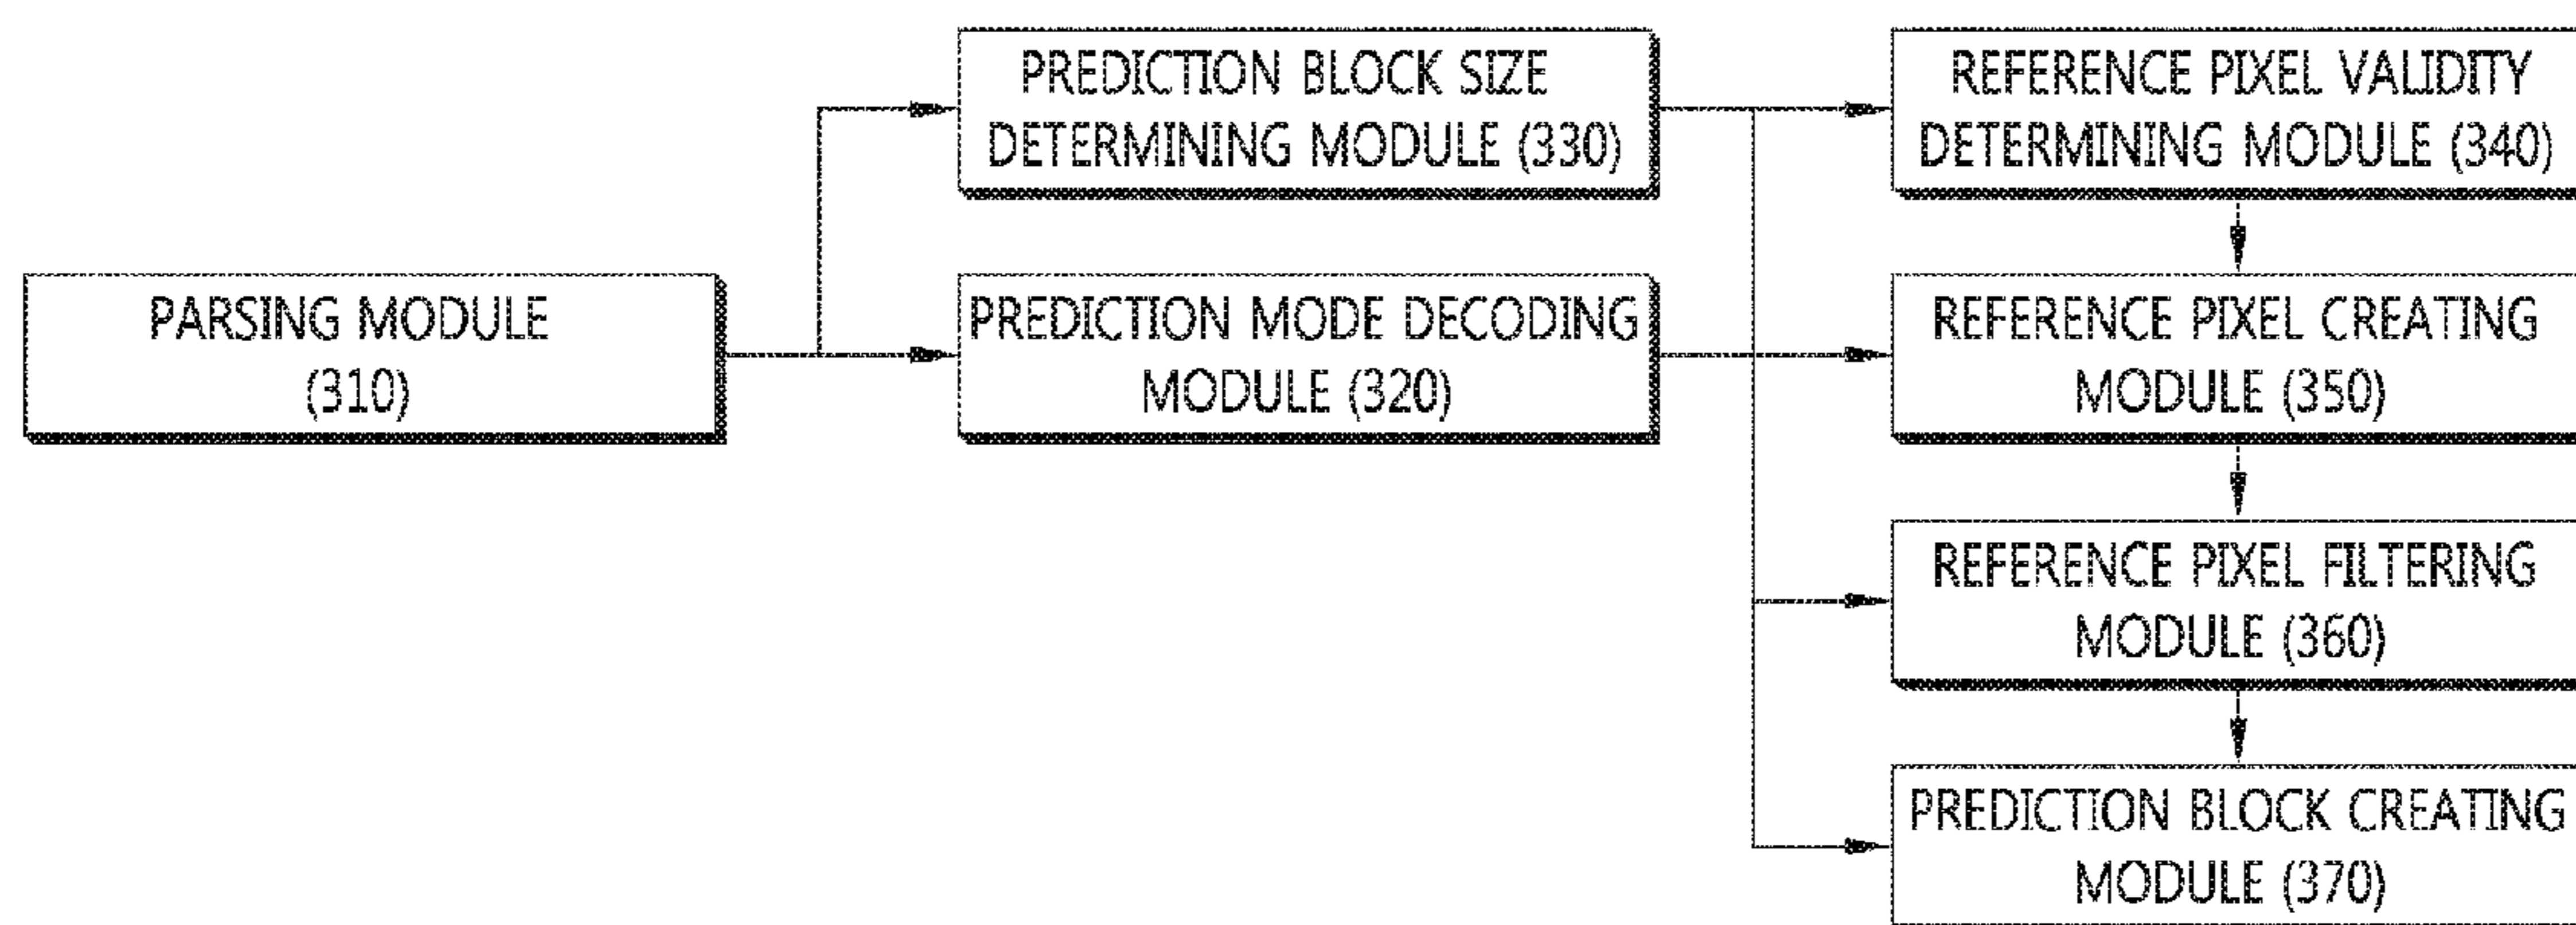 PREDICTION BLOCK SIZE
DETERMINING MODULE (330)
REFERENCE PIXEL VALIDITY
DETERMINING MODULE (340)
PARSING MODULE
(310)
PREDICTION MODE DECODING
MODULE (320)
REFERENCE PIXEL CREATING
MODULE (350)
REFERENCE PIXEL FILTERING
MODULE (360)
PREDICTION BLOCK CREATING
MODULE (370)